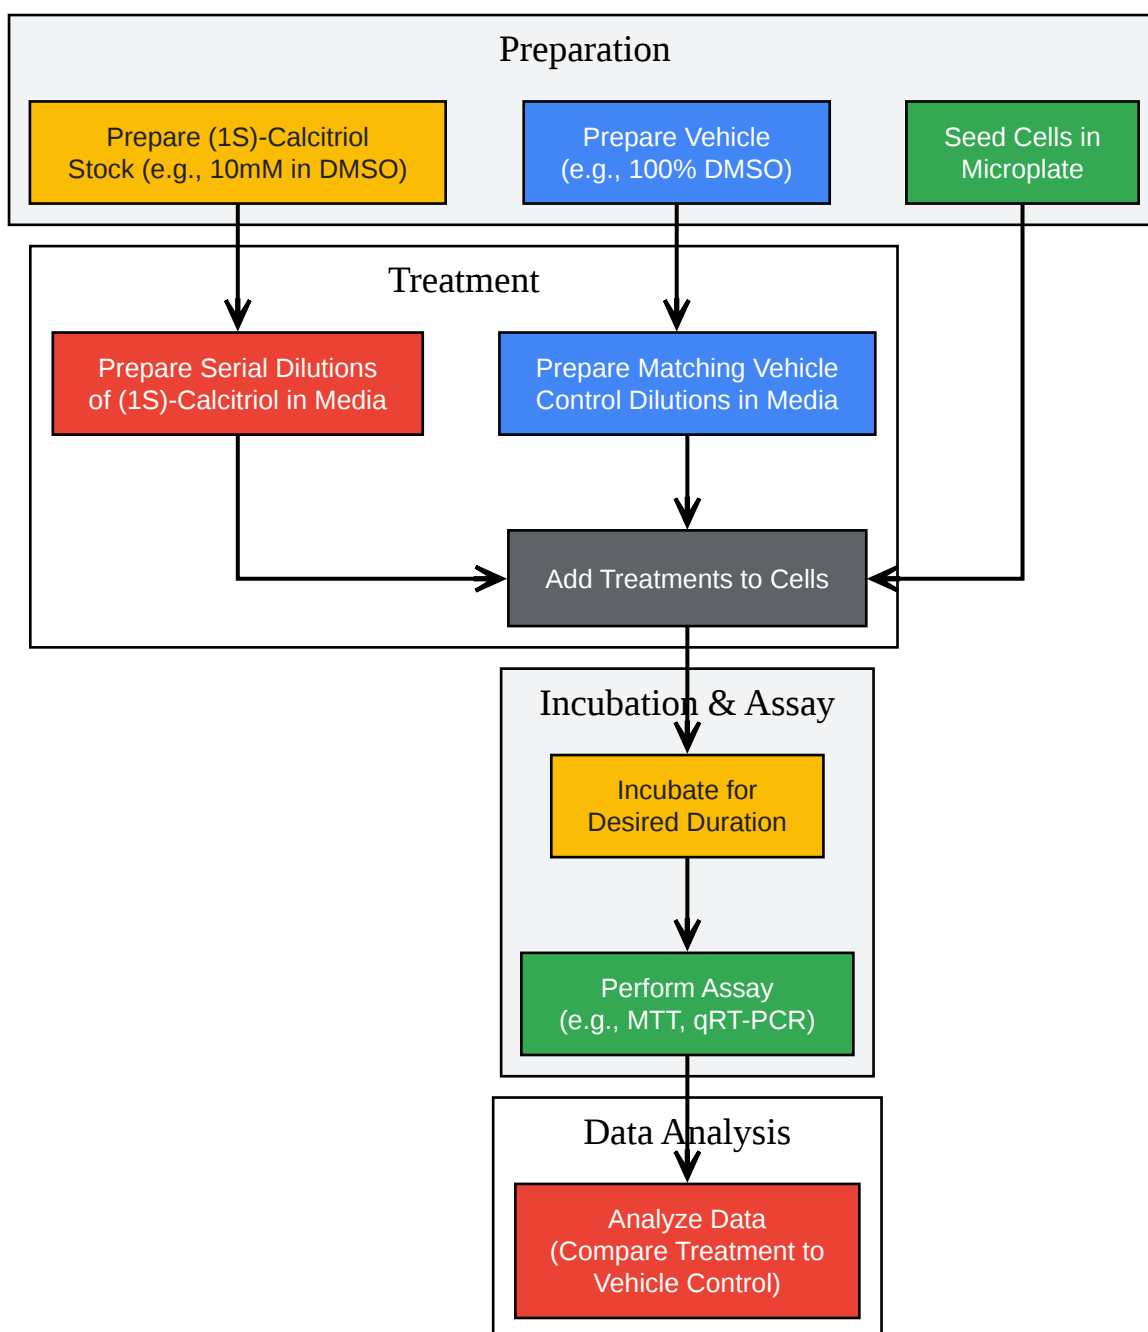 Preparation
Prepare (1S)-Calcitriol
Stock (e.g., 10mM in DMSO)
Prepare Vehicle
(e.g., 100% DMSO)
Seed Cells in
Microplate
Treatment
Prepare Serial Dilutions
of (1S)-Calcitriol in Media
Prepare Matching Vehicle
Control Dilutions in Media
Add Treatments to Cells
Incubation & Assay
Incubate for
Desired Duration
Perform Assay
(e.g., MTT, qRT-PCR)
Data Analysis
Analyze Data
(Compare Treatment to
Vehicle Control)